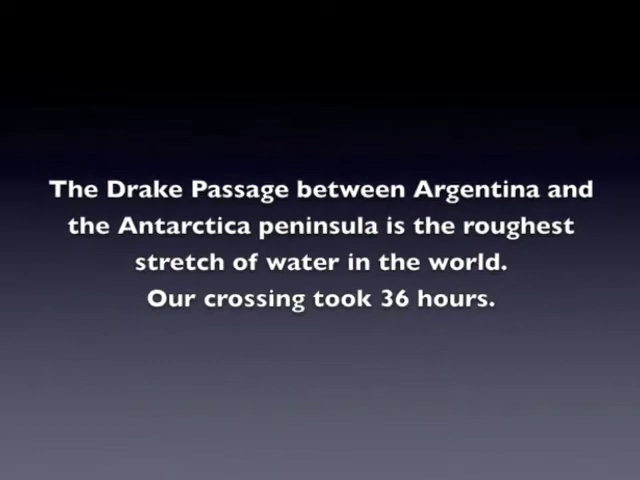 The Drake Passage between Argentina and
the Antarctica peninsula is the roughest
stretch of water in the world.
Our crossing took 36 hours.